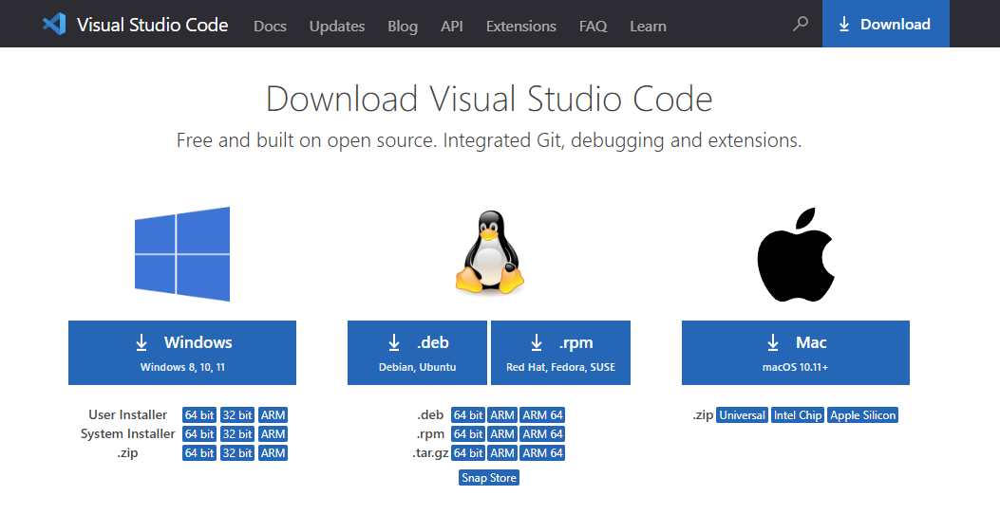 Visual Studio Code Docs Updates Blog API Extensions FAQ Learn Download
Download Visual Studio Code
Free and built on open source. Integrated Git, debugging and extensions.
Windows
Windows 8, 10, 11
User Installer 64 bit 32 bit ARM
System Installer 64 bit 32 bit ARM
.zip 64 bit 32 bit ARM
.deb
Debian, Ubuntu
.rpm
Red Hat, Fedora, SUSE
.deb 64 bit ARM ARM 64
.rpm 64 bit ARM ARM 64
.tar.gz 64 bit ARM ARM 64
Snap Store
Mac
macOS 10.11+
.zip Universal Intel Chip Apple Silicon